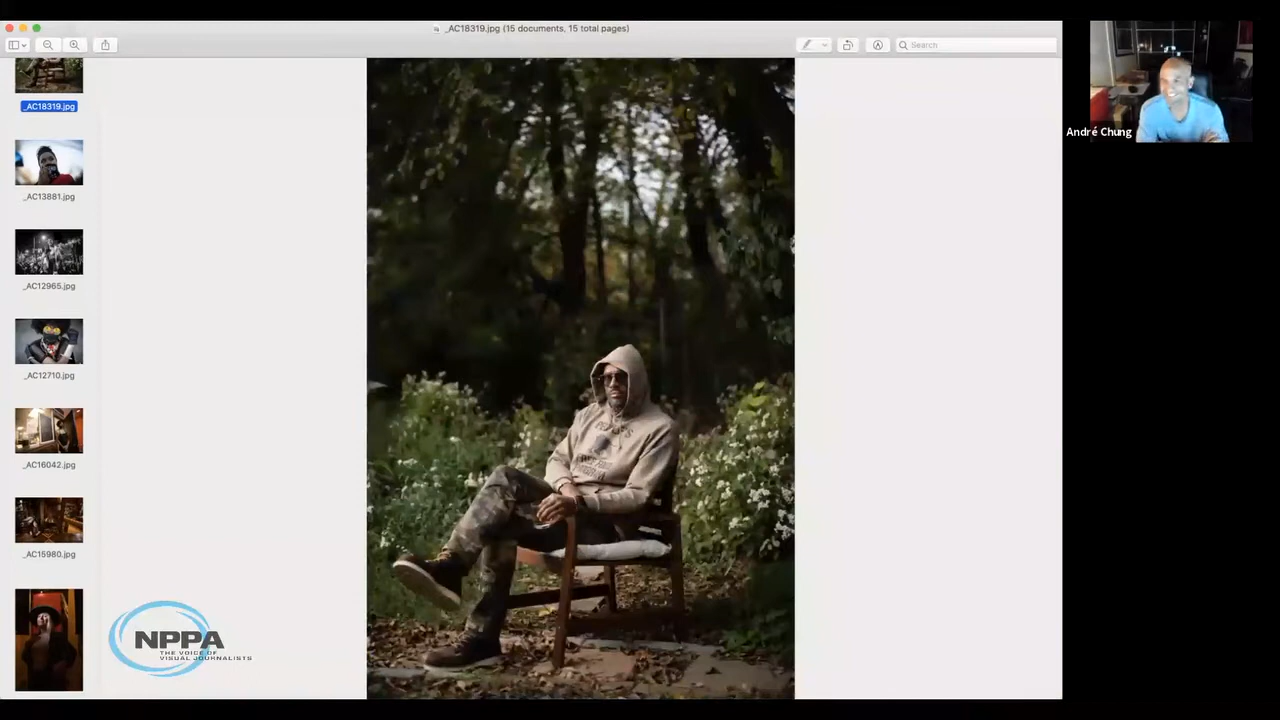 _AC18319.jpg (15 documents, 15 total pages)
Search
_AC18319.jpg
_AC13881.jpg
_AC12965.jpg
_AC12710.jpg
_AC16042.jpg
_AC15980.jpg
NPPA
THE VOICE OF
VISUAL JOURNALISTS
André Chung